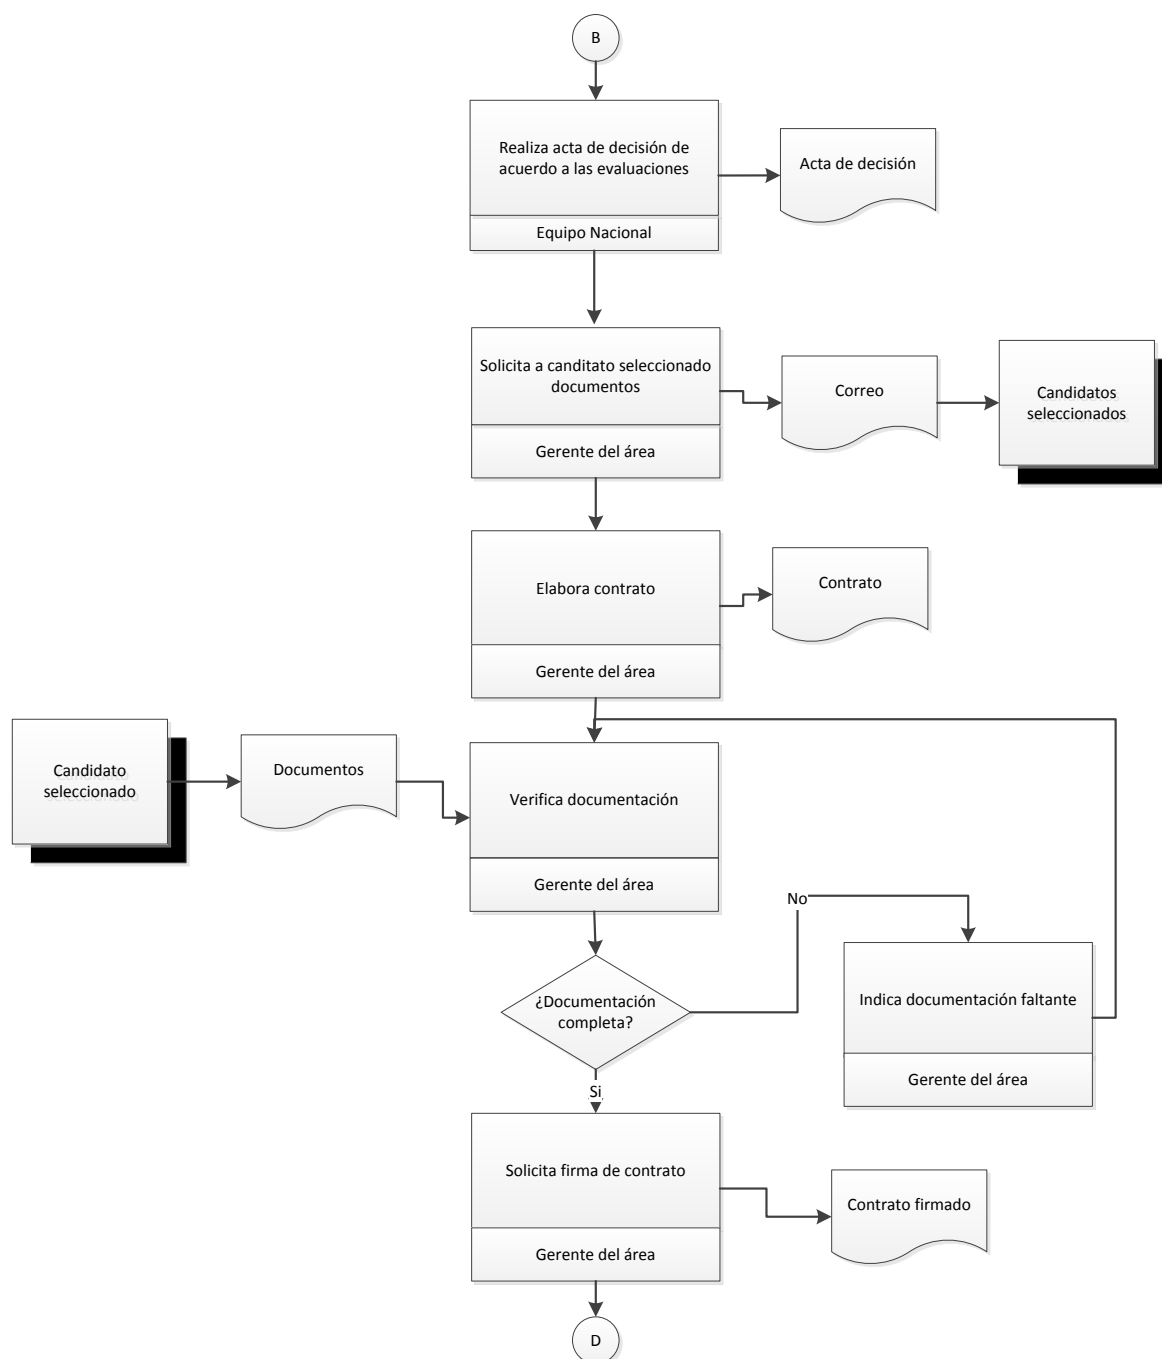 B
Realiza acta de decisión de
acuerdo a las evaluaciones
Equipo Nacional
Acta de decisión
Solicita a canditato seleccionado
documentos
Gerente del área
Correo
Candidatos
seleccionados
Elabora contrato
Gerente del área
Contrato
Candidato
seleccionado
Documentos
Verifica documentación
Gerente del área
No
¿Documentación
completa?
Indica documentación faltante
Gerente del área
Si
Solicita firma de contrato
Gerente del área
Contrato firmado
D